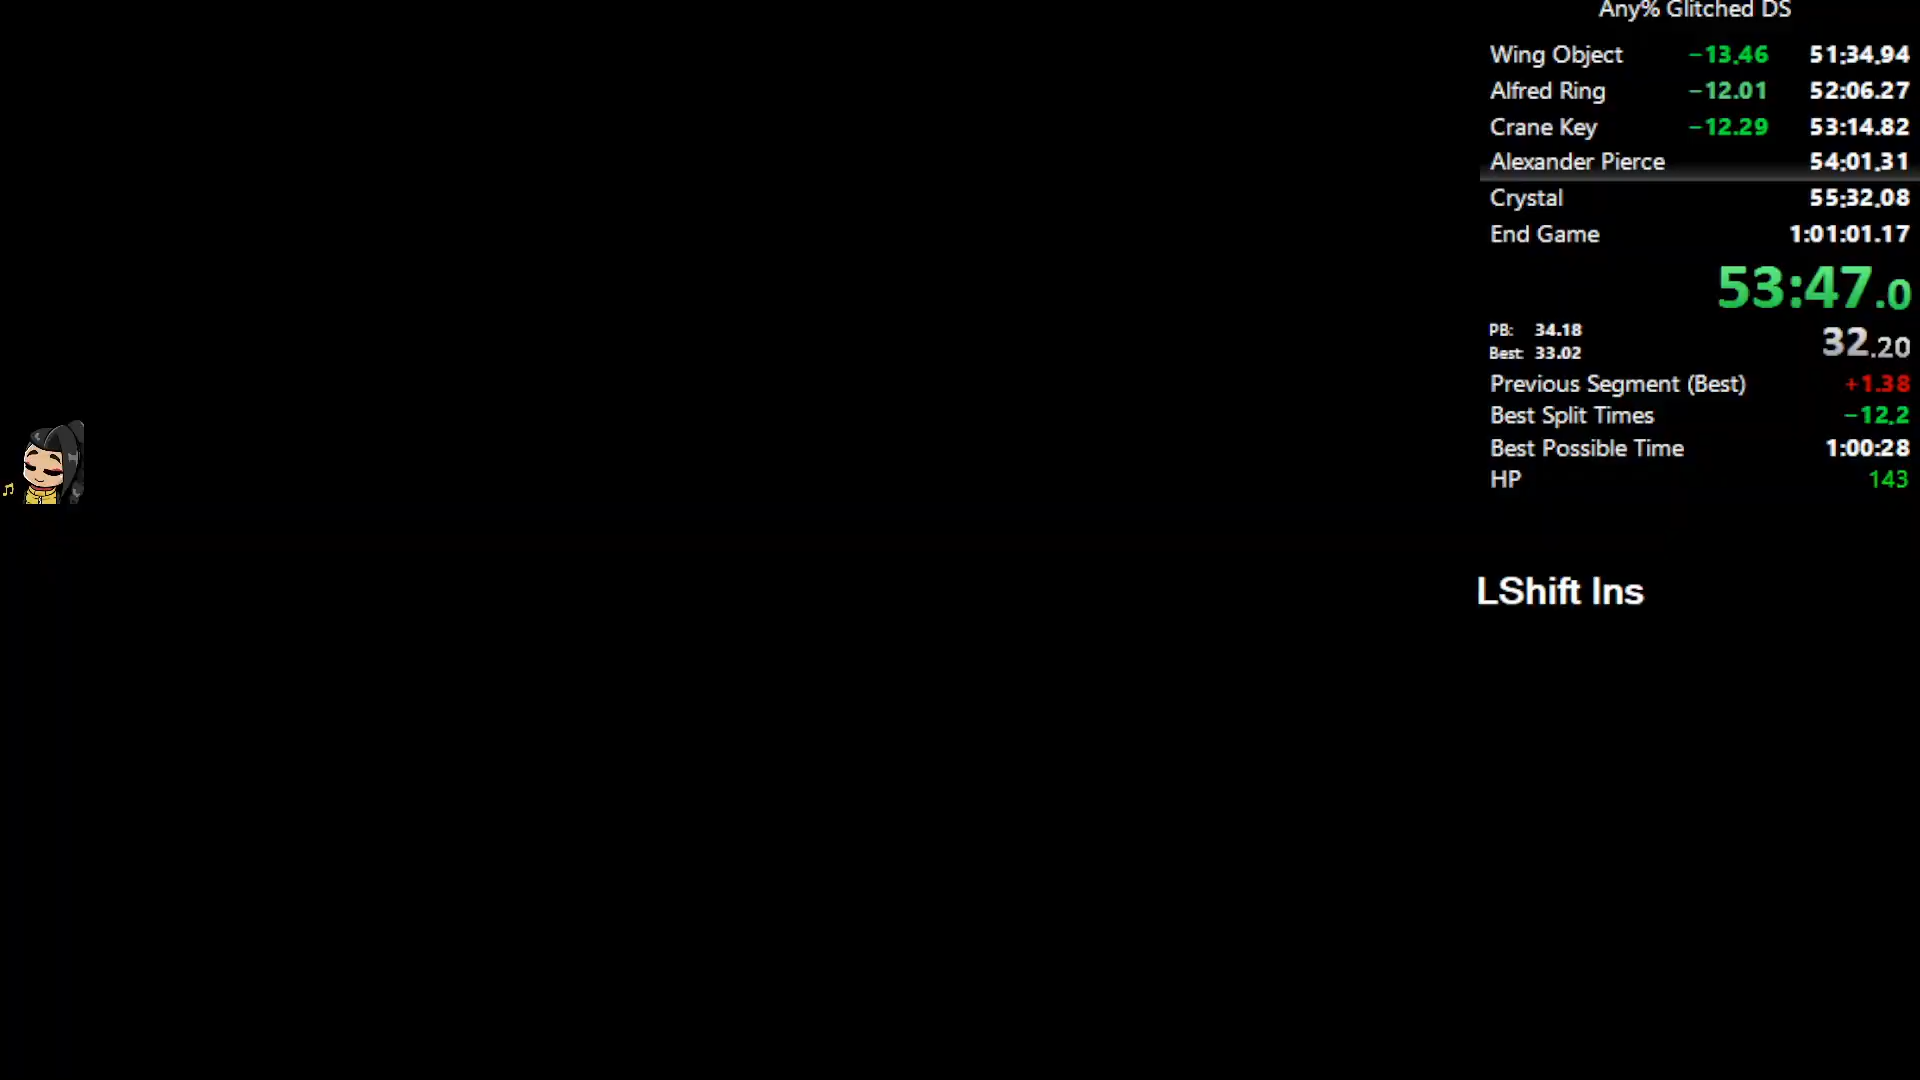 Any% Glitched DS
Wing Object −13.46 51:34.94
Alfred Ring −12.01 52:06.27
Crane Key −12.29 53:14.82
Alexander Pierce 54:01.31
Crystal 55:32.08
End Game 1:01:01.17
53:47.0
PB: 34.18 32.20
Best: 33.02
Previous Segment (Best) +1.38
Best Split Times −12.2
Best Possible Time 1:00:28
HP 143
LShift Ins